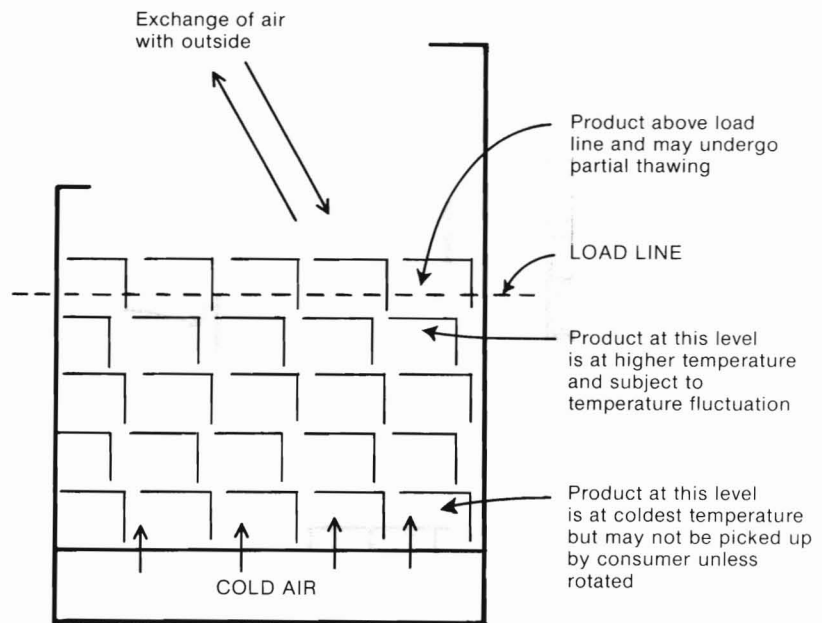 Exchange of air
with outside
Product above load
line and may undergo
partial thawing
LOAD LINE
Product at this level
is at higher temperature
and subject to
temperature fluctuation
Product at this level
is at coldest temperature
but may not be picked up
by consumer unless
rotated
COLD AIR